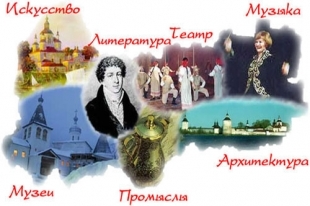 Искусство
Литература
Театр
Музыка
Архитектура
Музеи
Промыслы